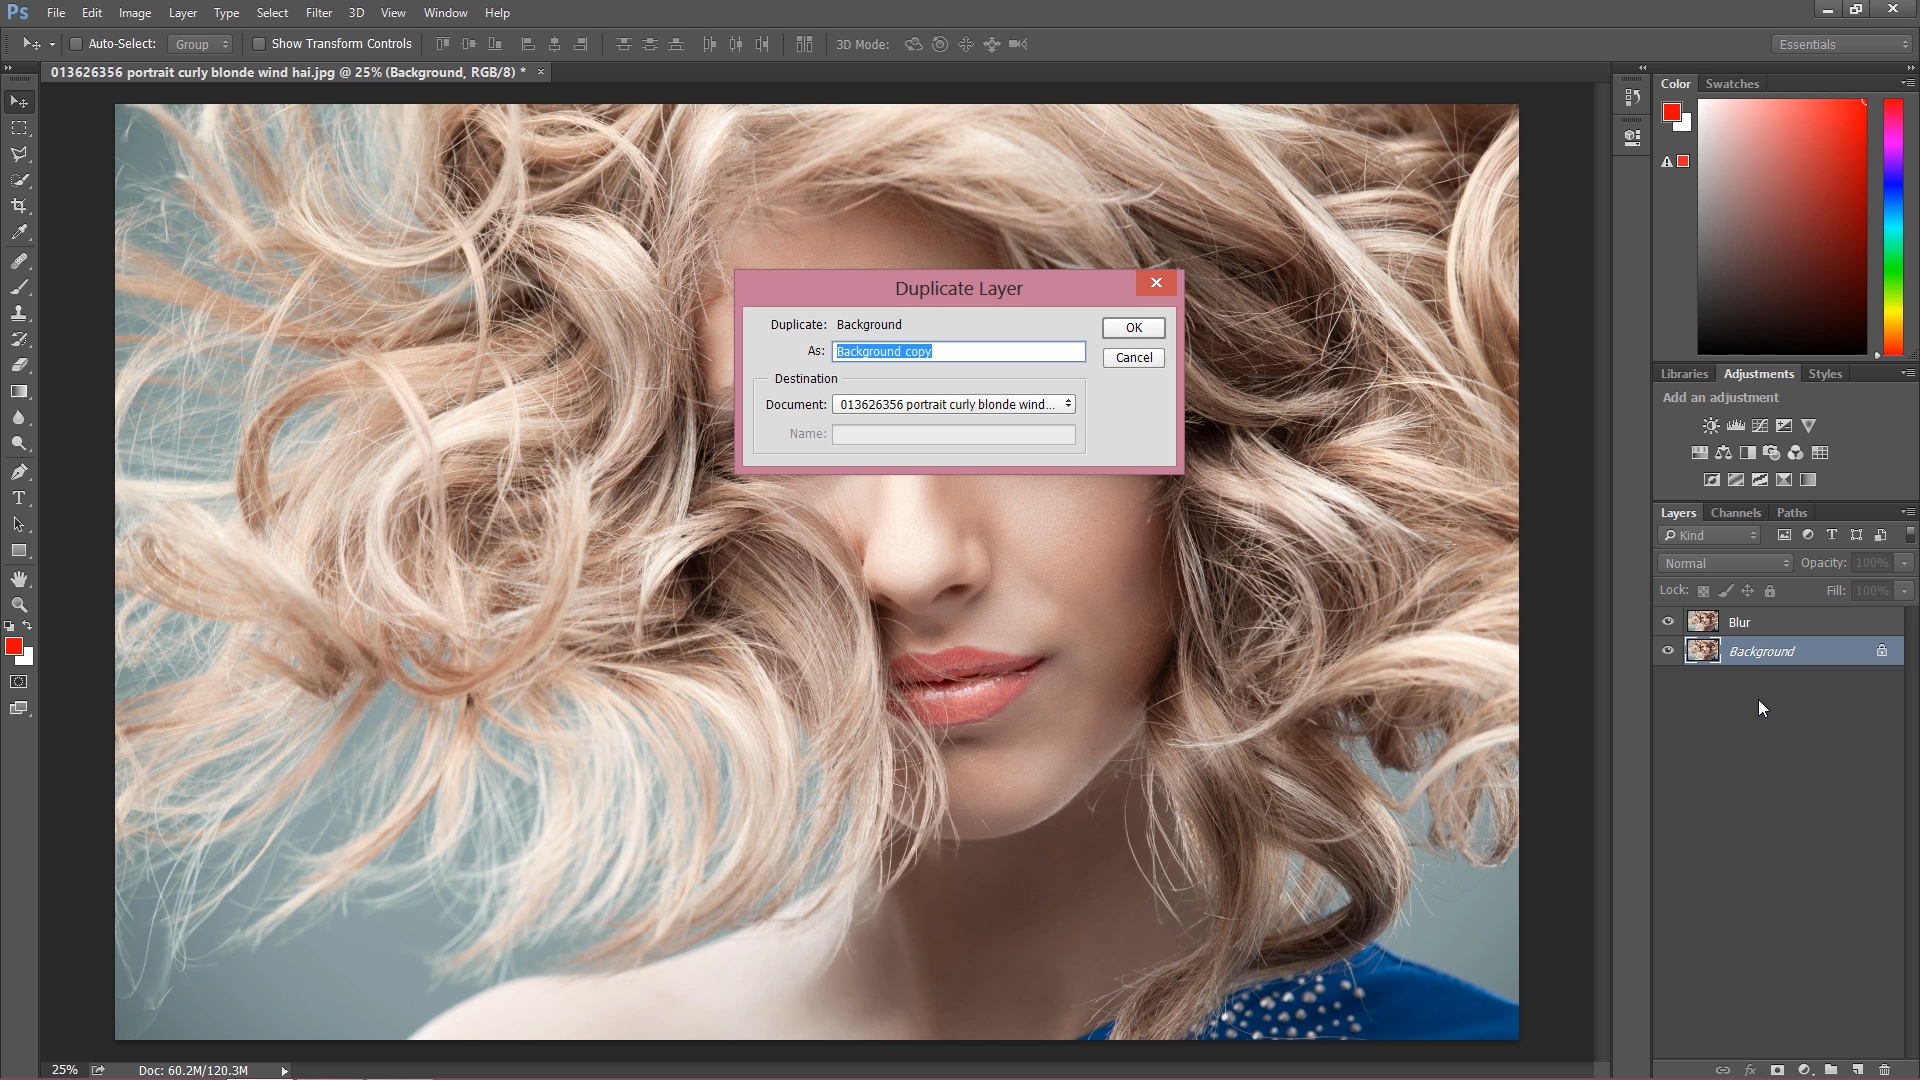 Ps File Edit Image Layer Type Select Filter 3D View Window Help
Auto-Select: Group Show Transform Controls 3D Mode: Essentials
013626356 portrait curly blonde wind hai.jpg @ 25% (Background, RGB/8) * ×
Color Swatches
Duplicate Layer
Duplicate: Background
OK
As: Background copy
Cancel
Destination
Document: 013626356 portrait curly blonde wind...
Name:
Libraries Adjustments Styles
Add an adjustment
T
Layers Channels Paths
Kind T
Normal Opacity: 100%
Lock: Fill: 100%
Blur
Background
25% Doc: 60.2M/120.3M
fx